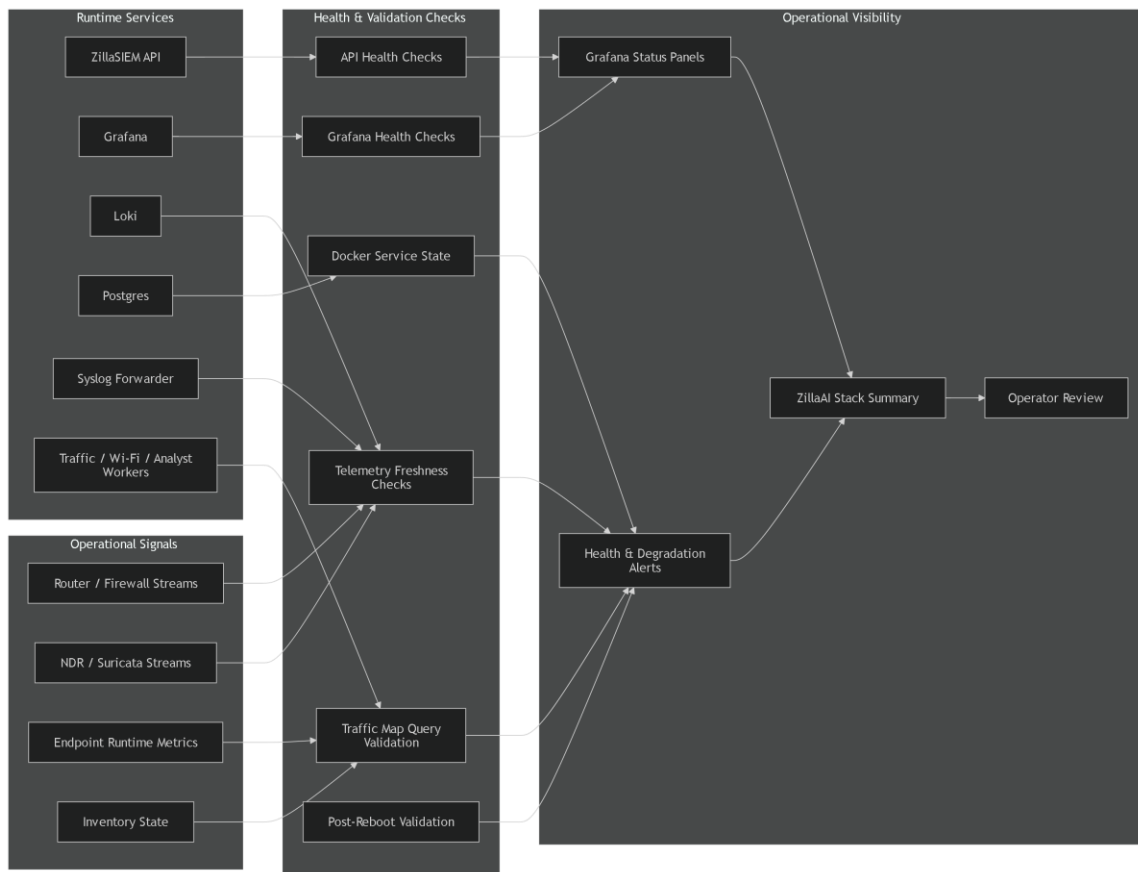 Runtime Services
ZillaSIEM API
Grafana
Loki
Postgres
Syslog Forwarder
Traffic / Wi-Fi / Analyst
Workers
Operational Signals
Router / Firewall Streams
NDR / Suricata Streams
Endpoint Runtime Metrics
Inventory State
Health & Validation Checks
API Health Checks
Grafana Health Checks
Docker Service State
Telemetry Freshness
Checks
Traffic Map Query
Validation
Post-Reboot Validation
Operational Visibility
Grafana Status Panels
Health & Degradation
Alerts
ZillaAI Stack Summary
Operator Review